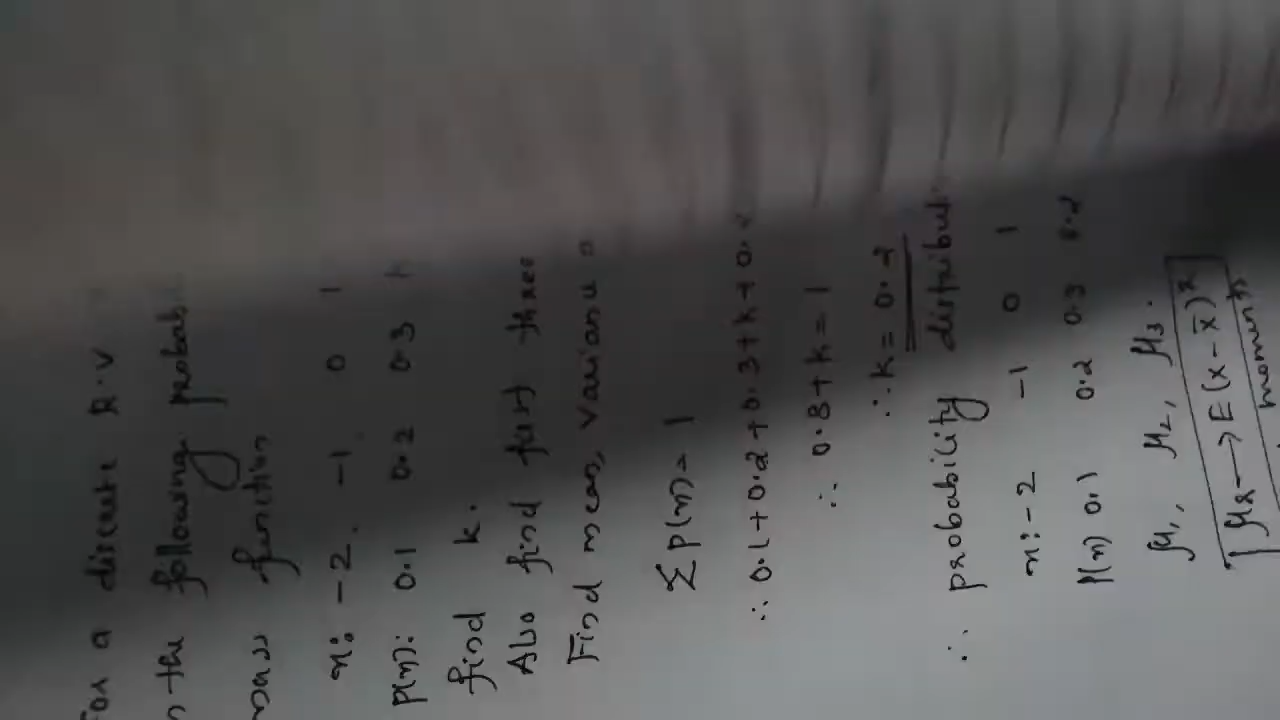 For a discrete R.V
the following probab
mass function
x: -2 -1 0 1
P(x): 0.1 0.2 0.3 k
find k.
Also find first three
Find mean, variance
Σ P(x) = 1
∴ 0.1 + 0.2 + 0.3 + k + 0.2
∴ 0.8 + k = 1
∴ k = 0.2
∴ probability distribut
x: -2 -1 0 1
P(x) 0.1 0.2 0.3 0.2
μ1, μ2, μ3.
μr → E(x - x̄)^r
moments